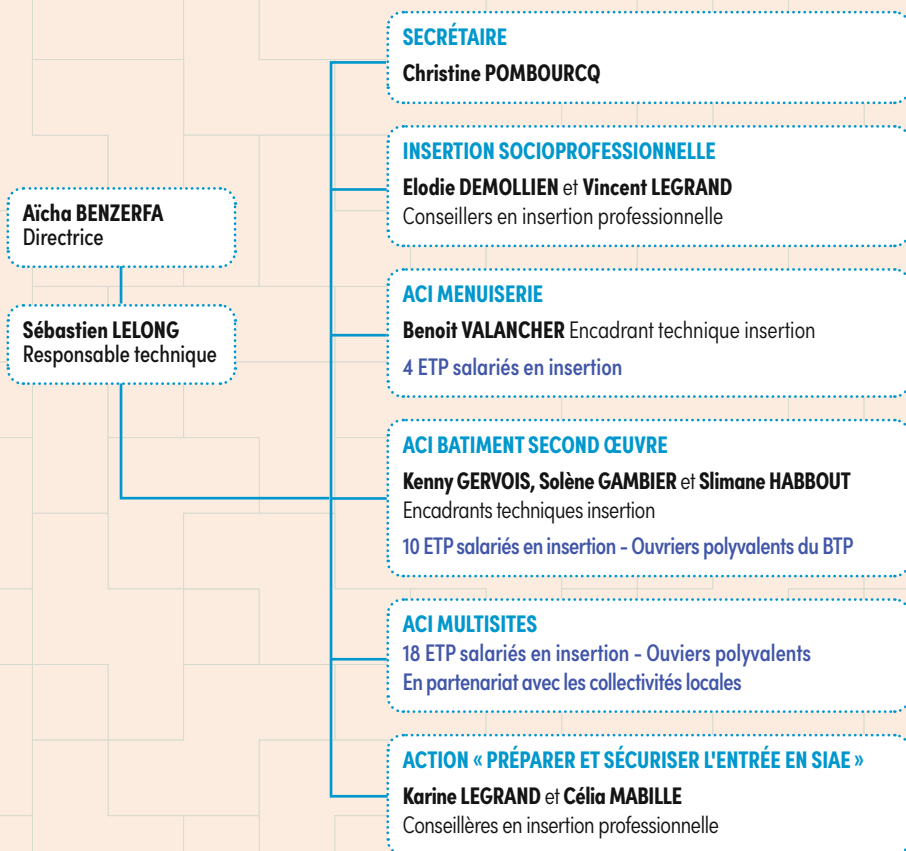 Aïcha BENZERFA
Directrice
Sébastien LELONG
Responsable technique
SECRÉTAIRE
Christine POMBOURCQ
INSERTION SOCIOPROFESSIONNELLE
Elodie DEMOLLIEN et Vincent LEGRAND
Conseillers en insertion professionnelle
ACI MENUISERIE
Benoit VALANCHER Encadrant technique insertion
4 ETP salariés en insertion
ACI BATIMENT SECOND ŒUVRE
Kenny GERVOIS, Solène GAMBIER et Slimane HABBOUT
Encadrants techniques insertion
10 ETP salariés en insertion - Ouvriers polyvalents du BTP
ACI MULTISITES
18 ETP salariés en insertion - Ouviers polyvalents
En partenariat avec les collectivités locales
ACTION « PRÉPARER ET SÉCURISER L'ENTRÉE EN SIAE »
Karine LEGRAND et Célia MABILLE
Conseillères en insertion professionnelle